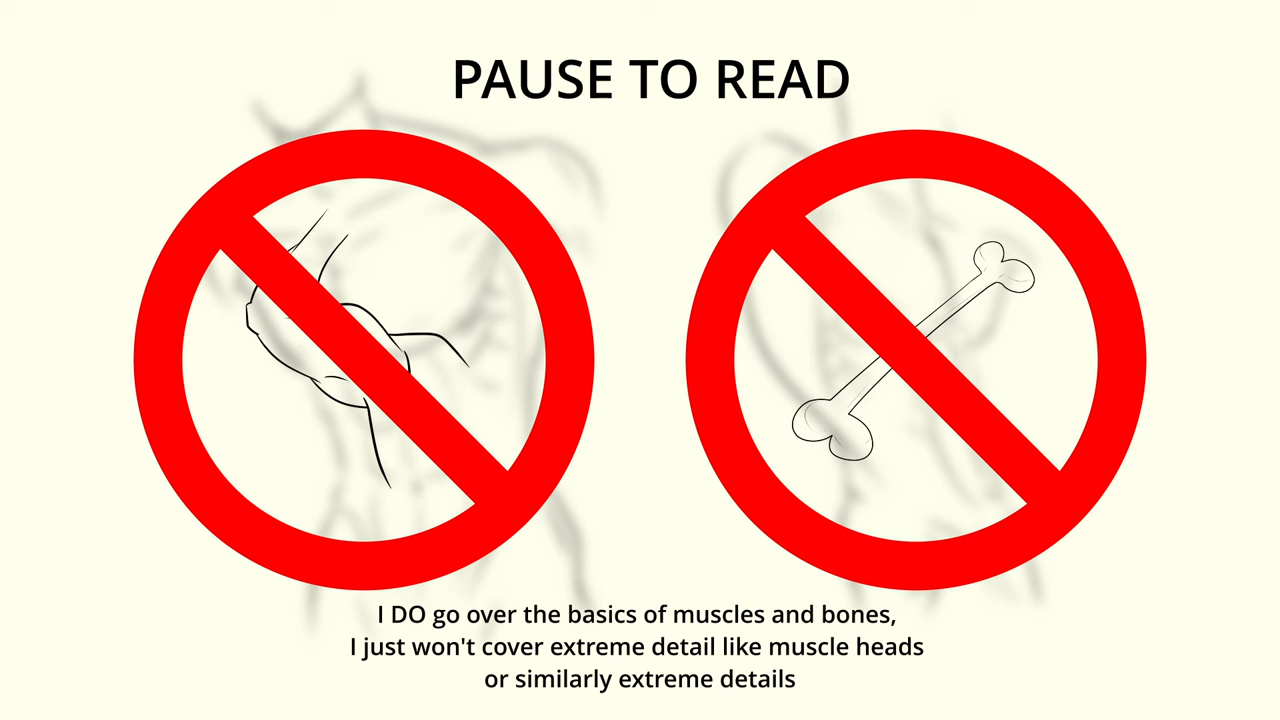 PAUSE TO READ
I DO go over the basics of muscles and bones,
I just won't cover extreme detail like muscle heads
or similarly extreme details